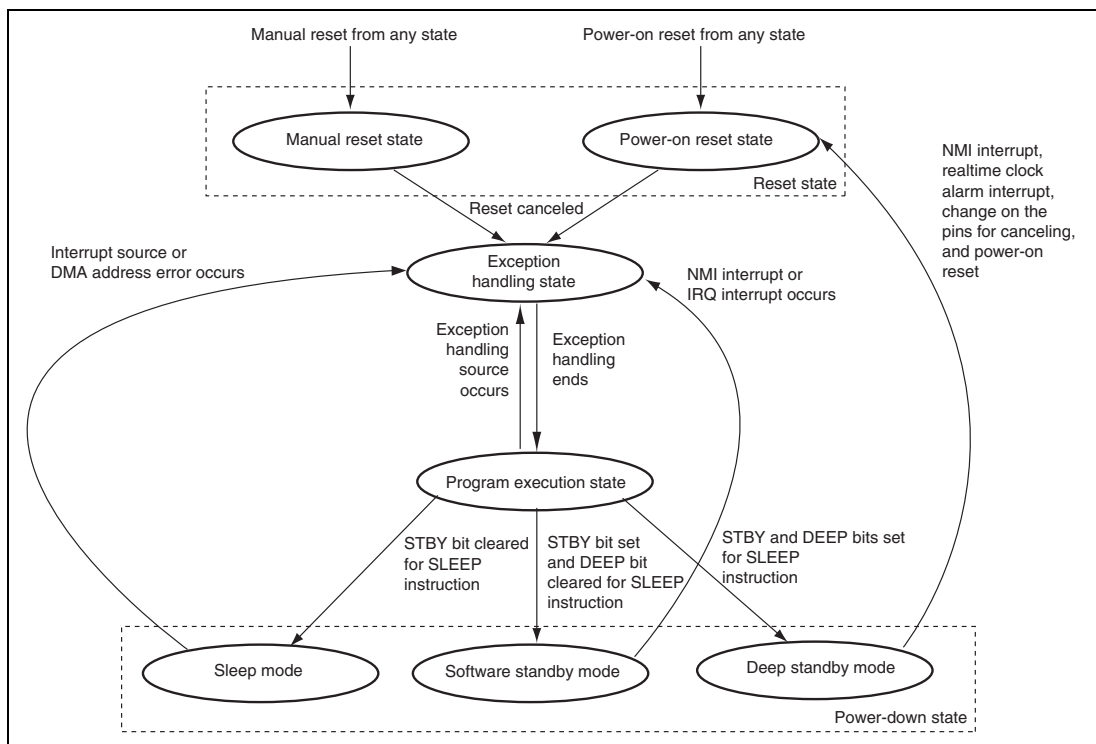 Manual reset from any state
Power-on reset from any state
Manual reset state
Power-on reset state
Reset state
NMI interrupt,
realtime clock
alarm interrupt,
change on the
pins for canceling,
and power-on
reset
Reset canceled
Interrupt source or
DMA address error occurs
Exception
handling state
NMI interrupt or
IRQ interrupt occurs
Exception
handling
source
occurs
Exception
handling
ends
Program execution state
STBY bit cleared
for SLEEP
instruction
STBY bit set
and DEEP bit
cleared for SLEEP
instruction
STBY and DEEP bits set
for SLEEP
instruction
Sleep mode
Software standby mode
Deep standby mode
Power-down state